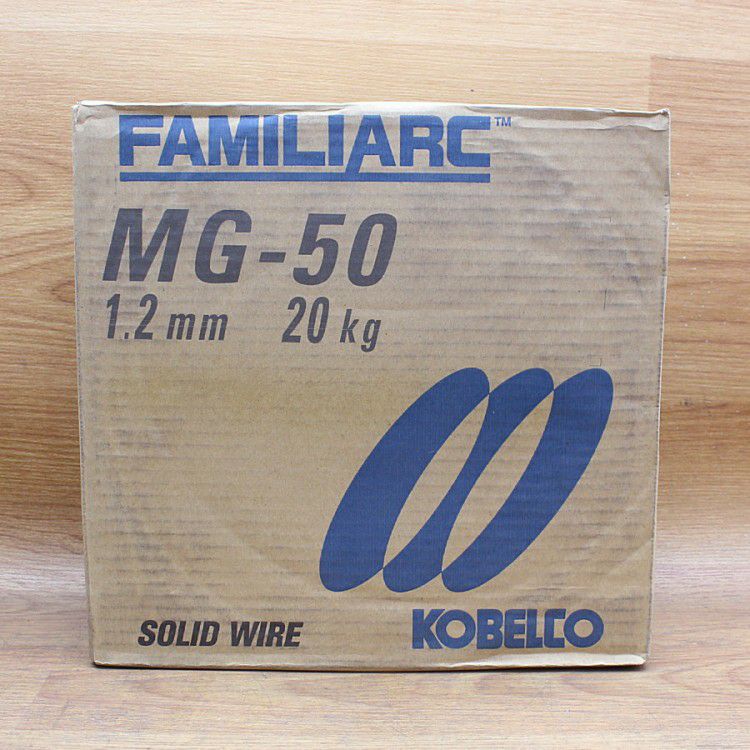 FAMILIARC™
MG-50
1.2 mm 20 kg
SOLID WIRE
KOBELCO